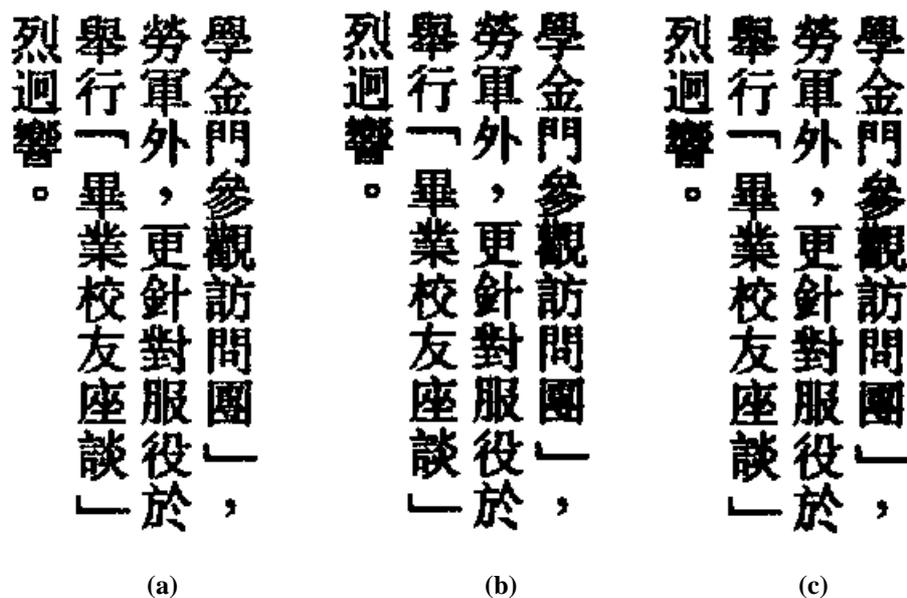 學金門參觀訪問團」，
勞軍外，更針對服役於
舉行「畢業校友座談」
烈迴響。
(a)
學金門參觀訪問團」，
勞軍外，更針對服役於
舉行「畢業校友座談」
烈迴響。
(b)
學金門參觀訪問團」，
勞軍外，更針對服役於
舉行「畢業校友座談」
烈迴響。
(c)